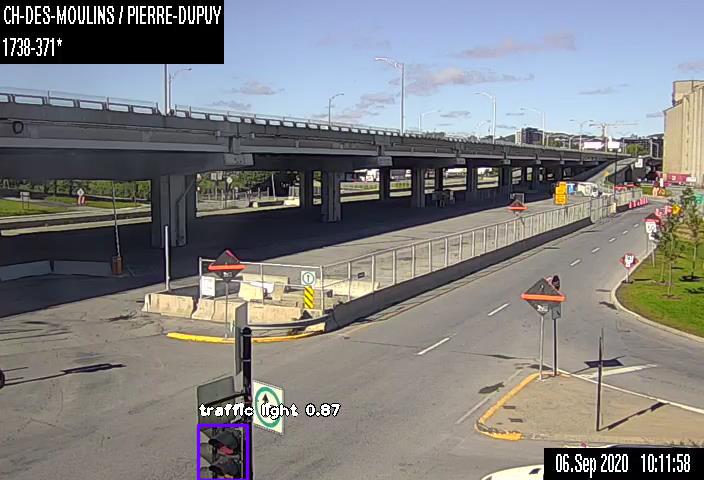 CH-DES-MOULINS / PIERRE-DUPUY
1738-371*
traffic light 0.87
06.Sep 2020 10:11:58